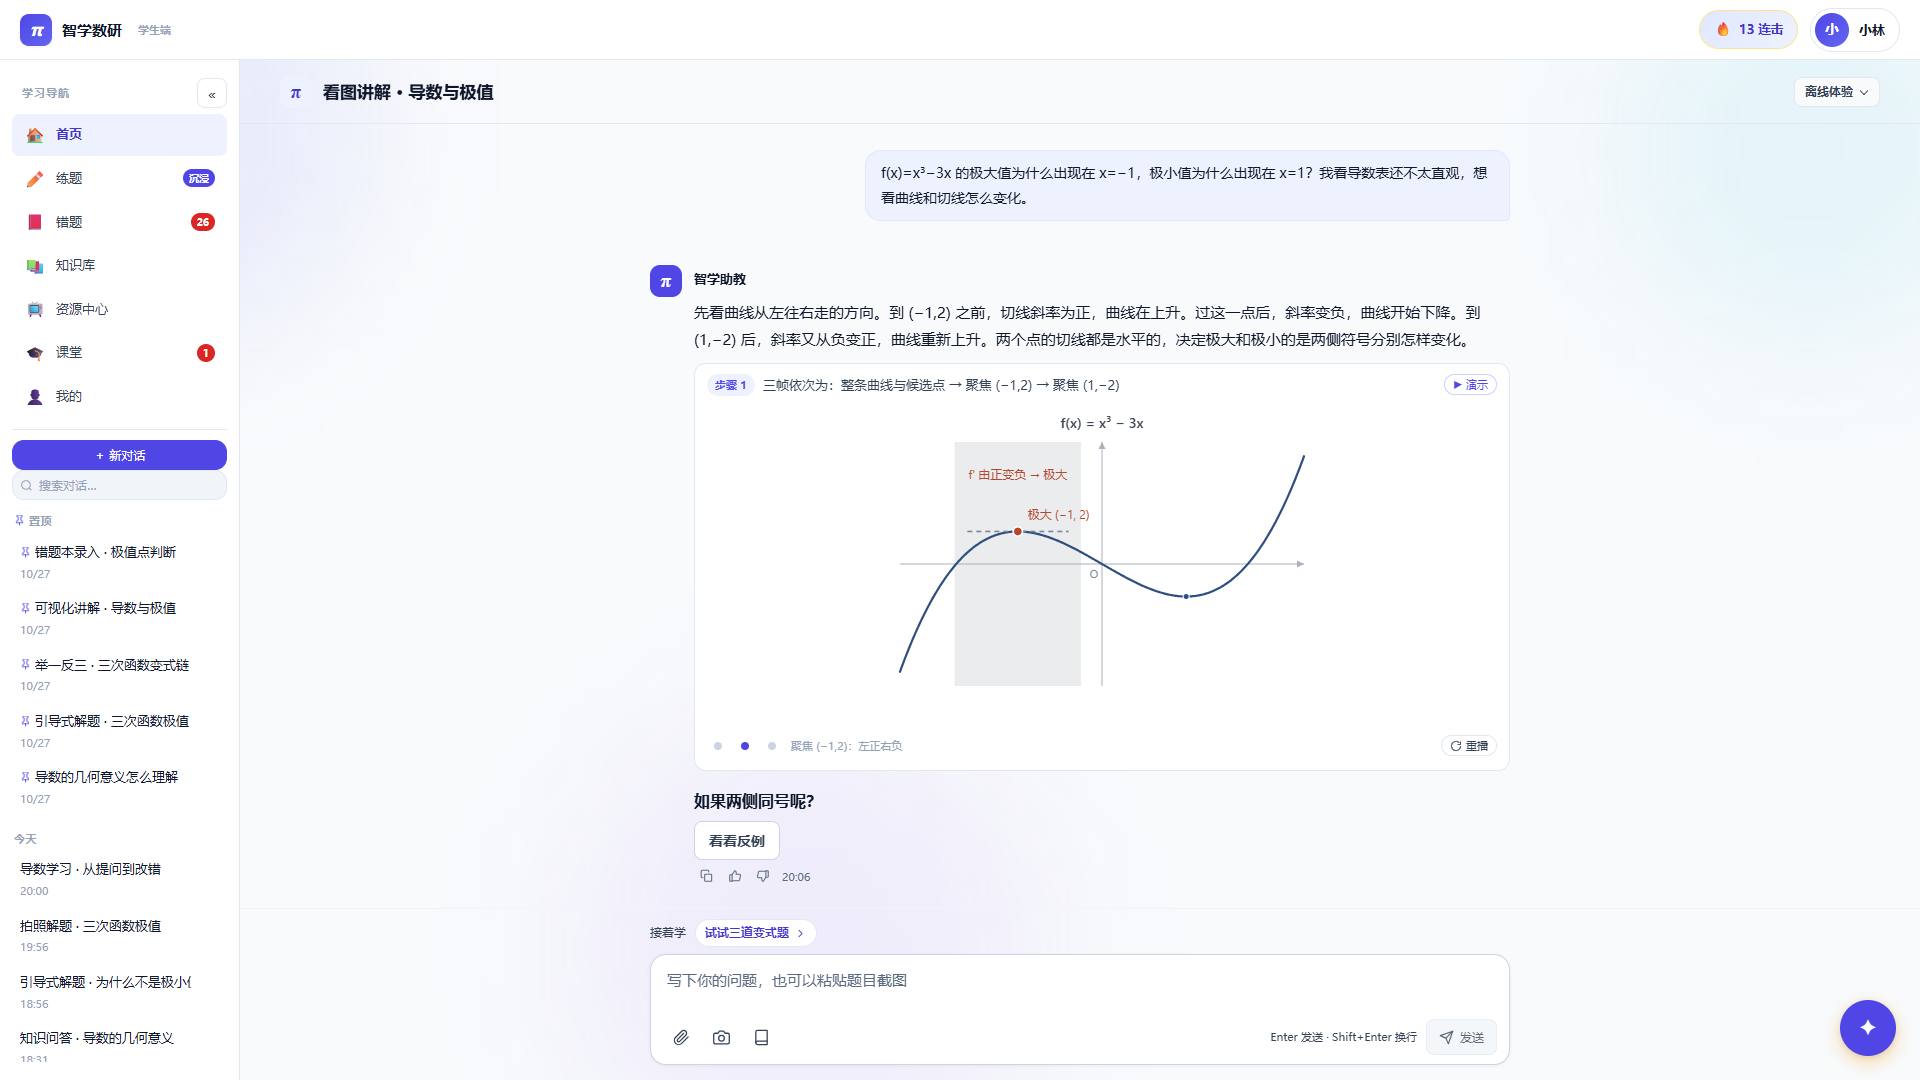 π 智学数研 学生端
13 连击
小 小林
学习导航 «
首页
练题 沉浸
错题 26
知识库
资源中心
课堂 1
我的
+ 新对话
搜索对话...
置顶
错题本录入 · 极值点判断
10/27
可视化讲解 · 导数与极值
10/27
举一反三 · 三次函数变式链
10/27
引导式解题 · 三次函数极值
10/27
导数的几何意义怎么理解
10/27
今天
导数学习 · 从提问到改错
20:00
拍照解题 · 三次函数极值
19:56
引导式解题 · 为什么不是极小
18:56
知识问答 · 导数的几何意义
18:31
π 看图讲解 • 导数与极值
离线体验
f(x)=x³−3x 的极大值为什么出现在 x=−1，极小值为什么出现在 x=1？我看导数表还不太直观，想
看曲线和切线怎么变化。
π 智学助教
先看曲线从左往右走的方向。到 (−1,2) 之前，切线斜率为正，曲线在上升。过这一点后，斜率变负，曲线开始下降。到
(1,−2) 后，斜率又从负变正，曲线重新上升。两个点的切线都是水平的，决定极大和极小的是两侧符号分别怎样变化。
步骤 1 三帧依次为：整条曲线与候选点 → 聚焦 (−1,2) → 聚焦 (1,−2)
演示
f(x) = x³ − 3x
f′ 由正变负 → 极大
极大 (−1, 2)
O
聚焦 (−1,2)：左正右负
重播
如果两侧同号呢？
看看反例
20:06
接着学 试试三道变式题
写下你的问题，也可以粘贴题目截图
Enter 发送 · Shift+Enter 换行
发送